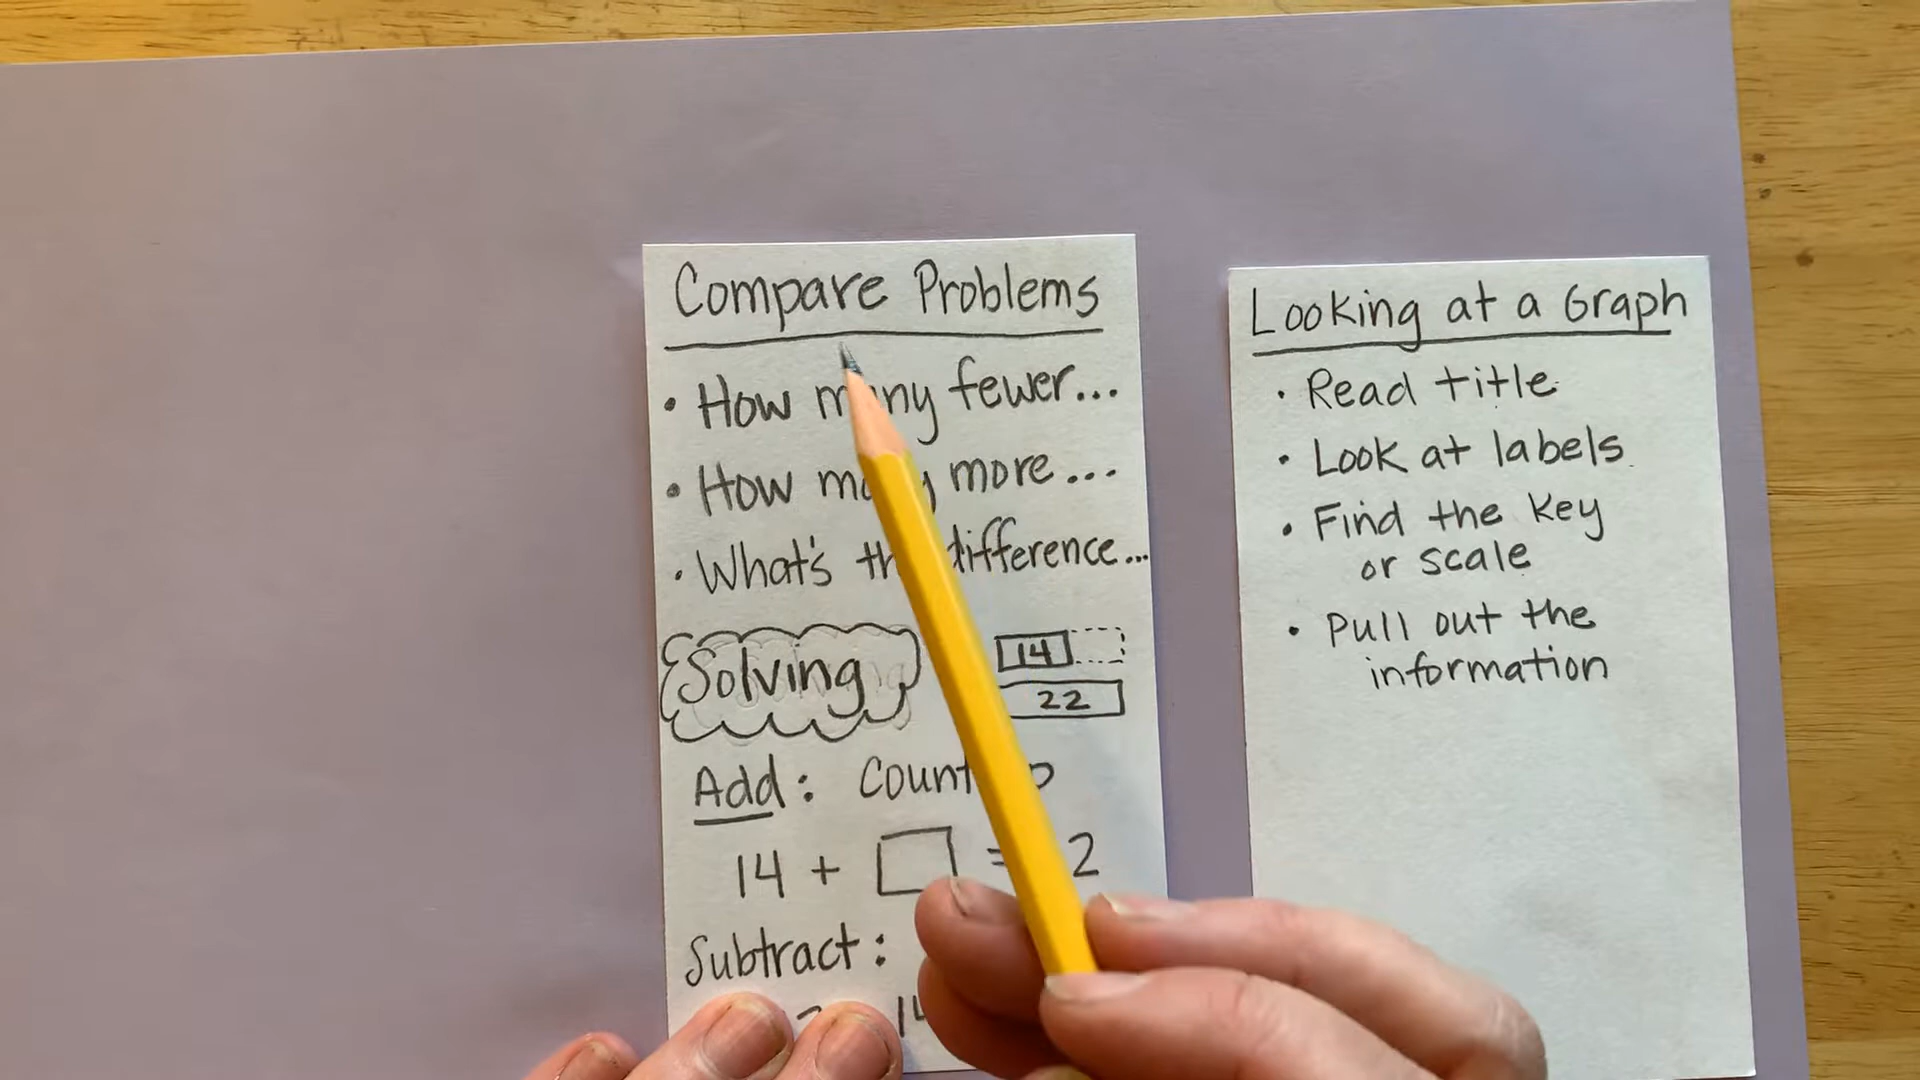 Compare Problems
• How many fewer...
• How many more...
• What's the difference...
Solving
14
22
Add: Count
14 + □ = 2
Subtract:
Looking at a Graph
• Read title
• Look at labels
• Find the key
or scale
• Pull out the
information